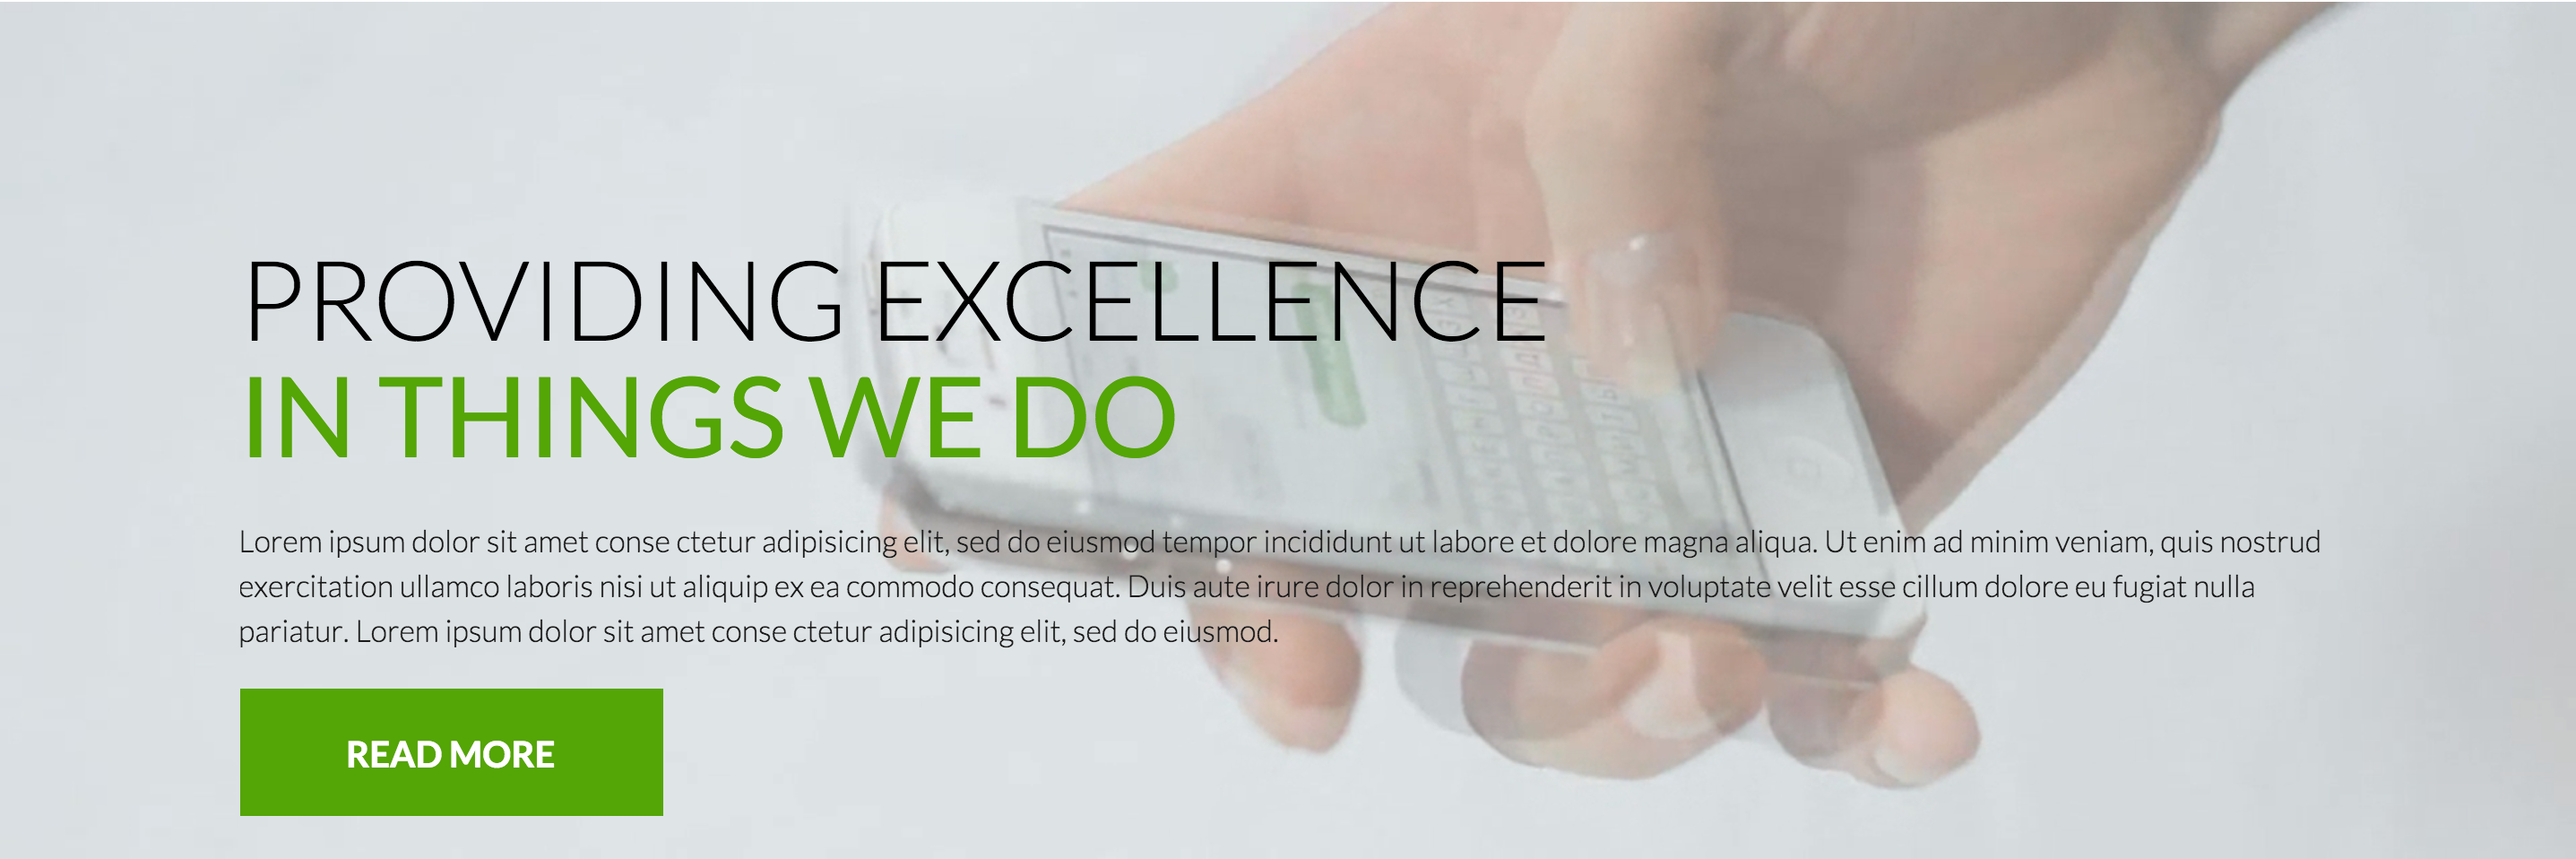 PROVIDING EXCELLENCE
IN THINGS WE DO
Lorem ipsum dolor sit amet conse ctetur adipisicing elit, sed do eiusmod tempor incididunt ut labore et dolore magna aliqua. Ut enim ad minim veniam, quis nostrud
exercitation ullamco laboris nisi ut aliquip ex ea commodo consequat. Duis aute irure dolor in reprehenderit in voluptate velit esse cillum dolore eu fugiat nulla
pariatur. Lorem ipsum dolor sit amet conse ctetur adipisicing elit, sed do eiusmod.
READ MORE